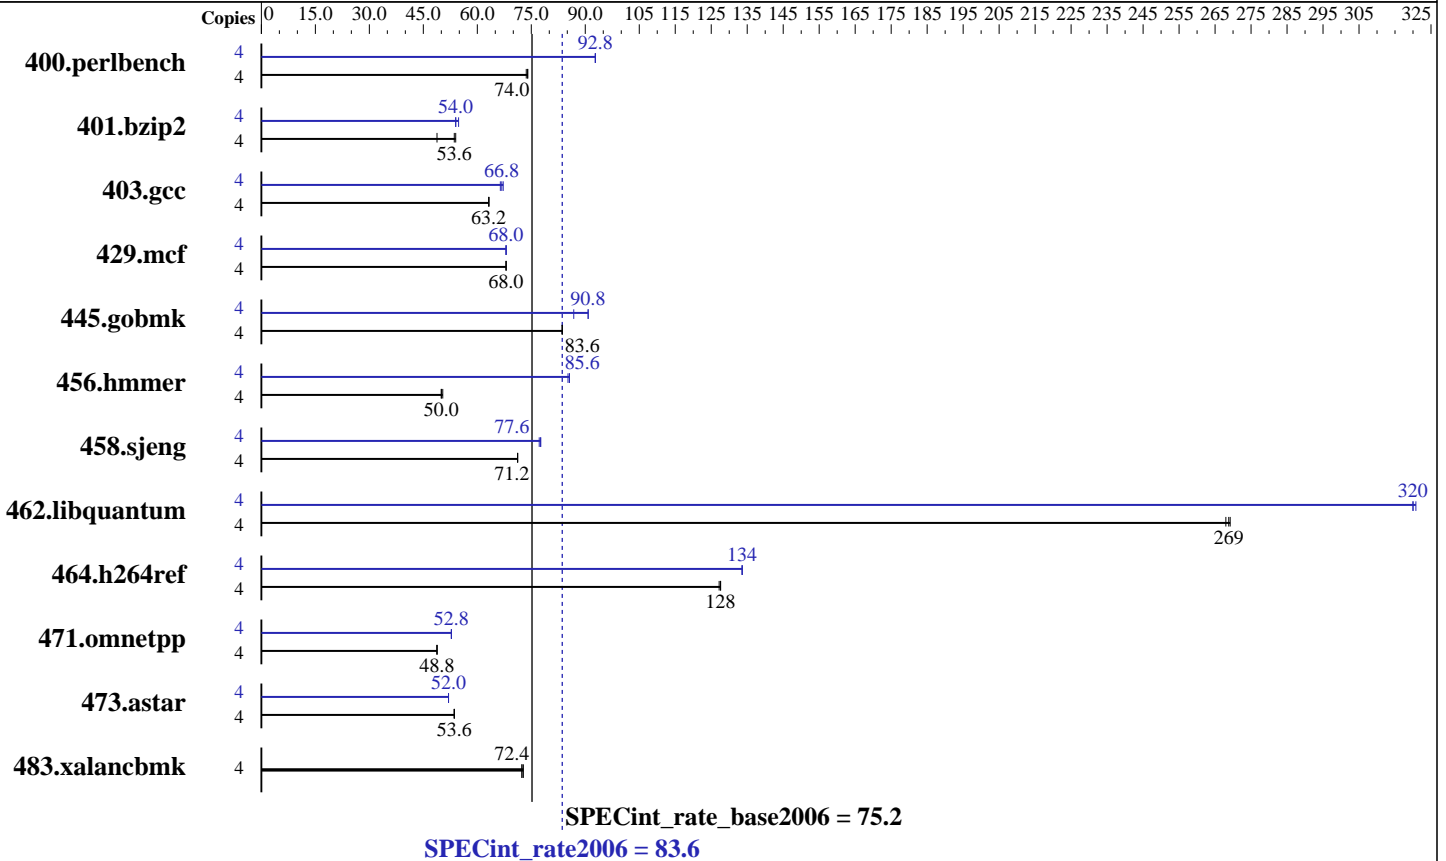 Copies 0 15.0 30.0 45.0 60.0 75.0 90.0 105 115 125 135 145 155 165 175 185 195 205 215 225 235 245 255 265 275 285 295 305 325
400.perlbench 4 92.8
4 74.0
401.bzip2 4 54.0
4 53.6
403.gcc 4 66.8
4 63.2
429.mcf 4 68.0
4 68.0
445.gobmk 4 90.8
4 83.6
456.hmmer 4 85.6
4 50.0
458.sjeng 4 77.6
4 71.2
462.libquantum 4 320
4 269
464.h264ref 4 134
4 128
471.omnetpp 4 52.8
4 48.8
473.astar 4 52.0
4 53.6
483.xalancbmk 4 72.4
SPECint_rate_base2006 = 75.2
SPECint_rate2006 = 83.6